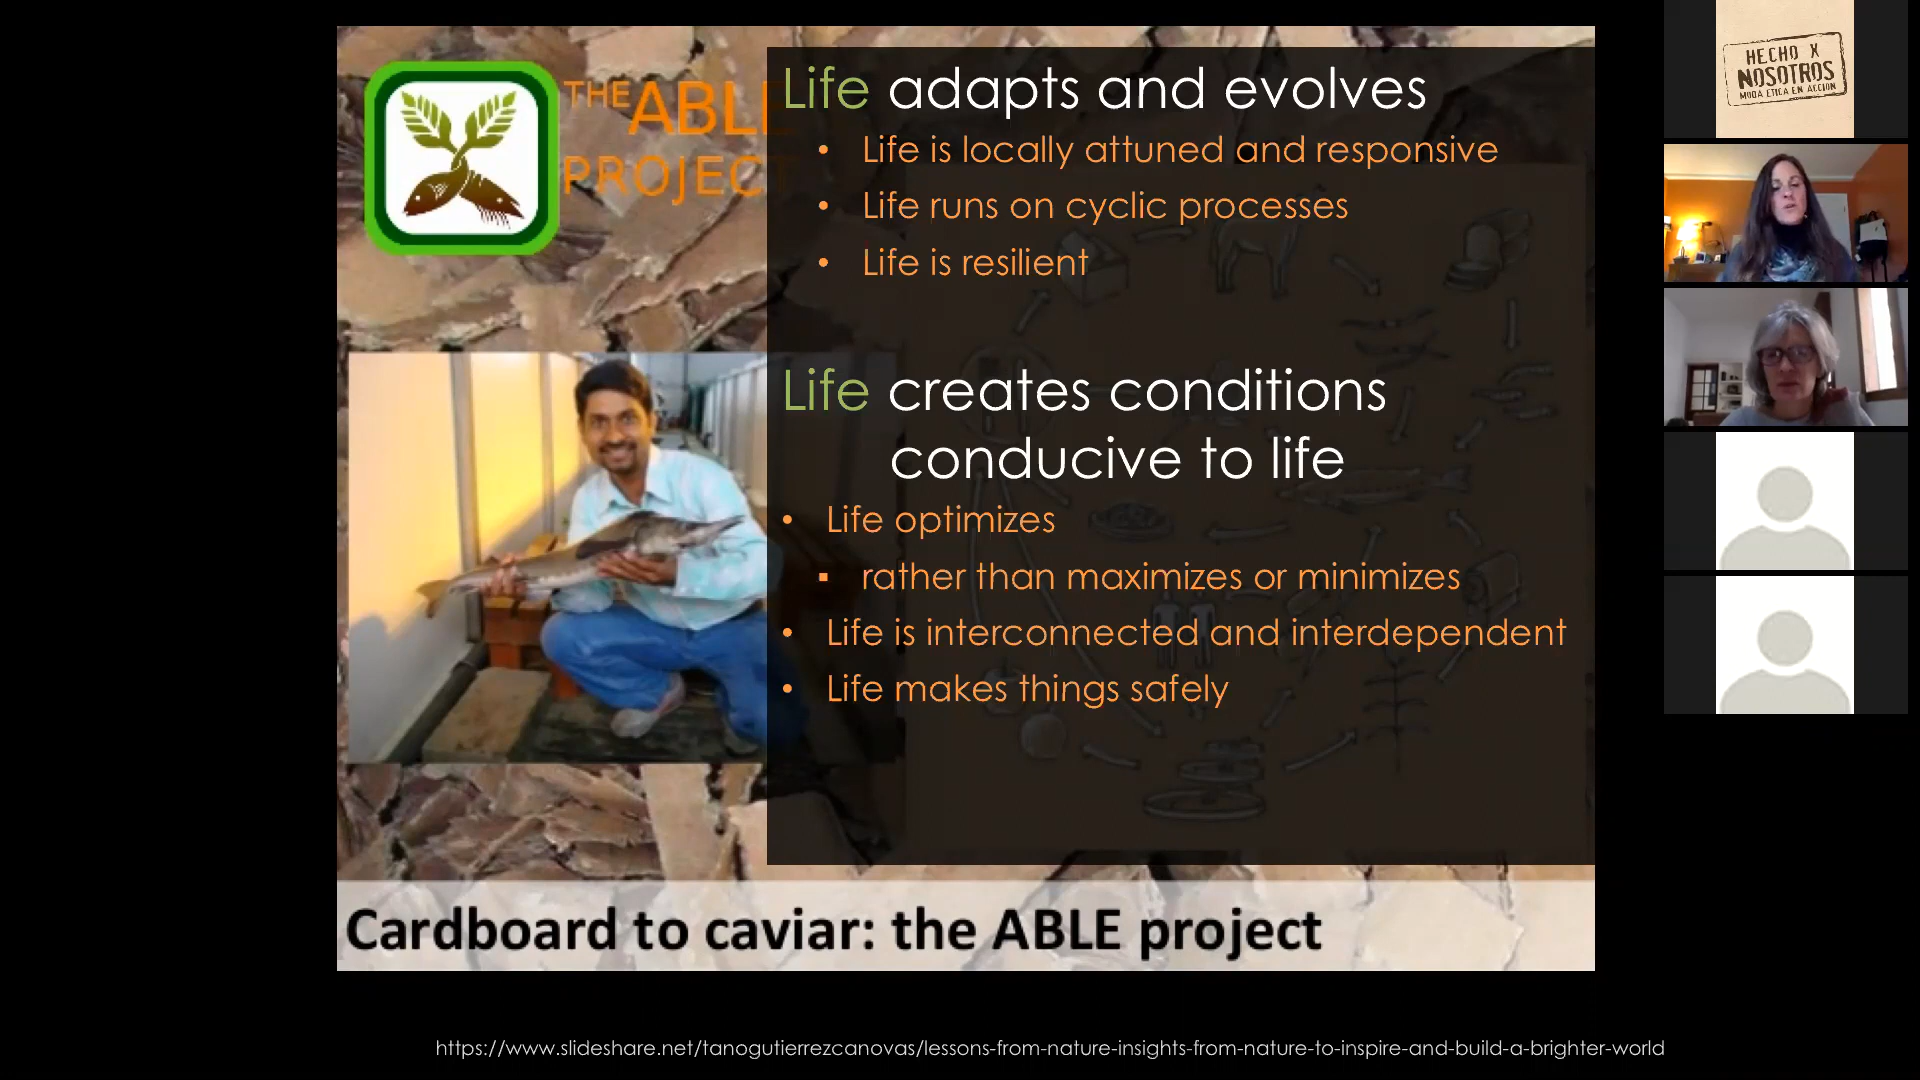 THE
ABLE
PROJECT
Life adapts and evolves
• Life is locally attuned and responsive
• Life runs on cyclic processes
• Life is resilient
Life creates conditions
conducive to life
• Life optimizes
▪ rather than maximizes or minimizes
• Life is interconnected and interdependent
• Life makes things safely
Cardboard to caviar: the ABLE project
https://www.slideshare.net/tanogutierrezcanovas/lessons-from-nature-insights-from-nature-to-inspire-and-build-a-brighter-world
HECHO X
NOSOTROS
MODA ETICA EN ACCION